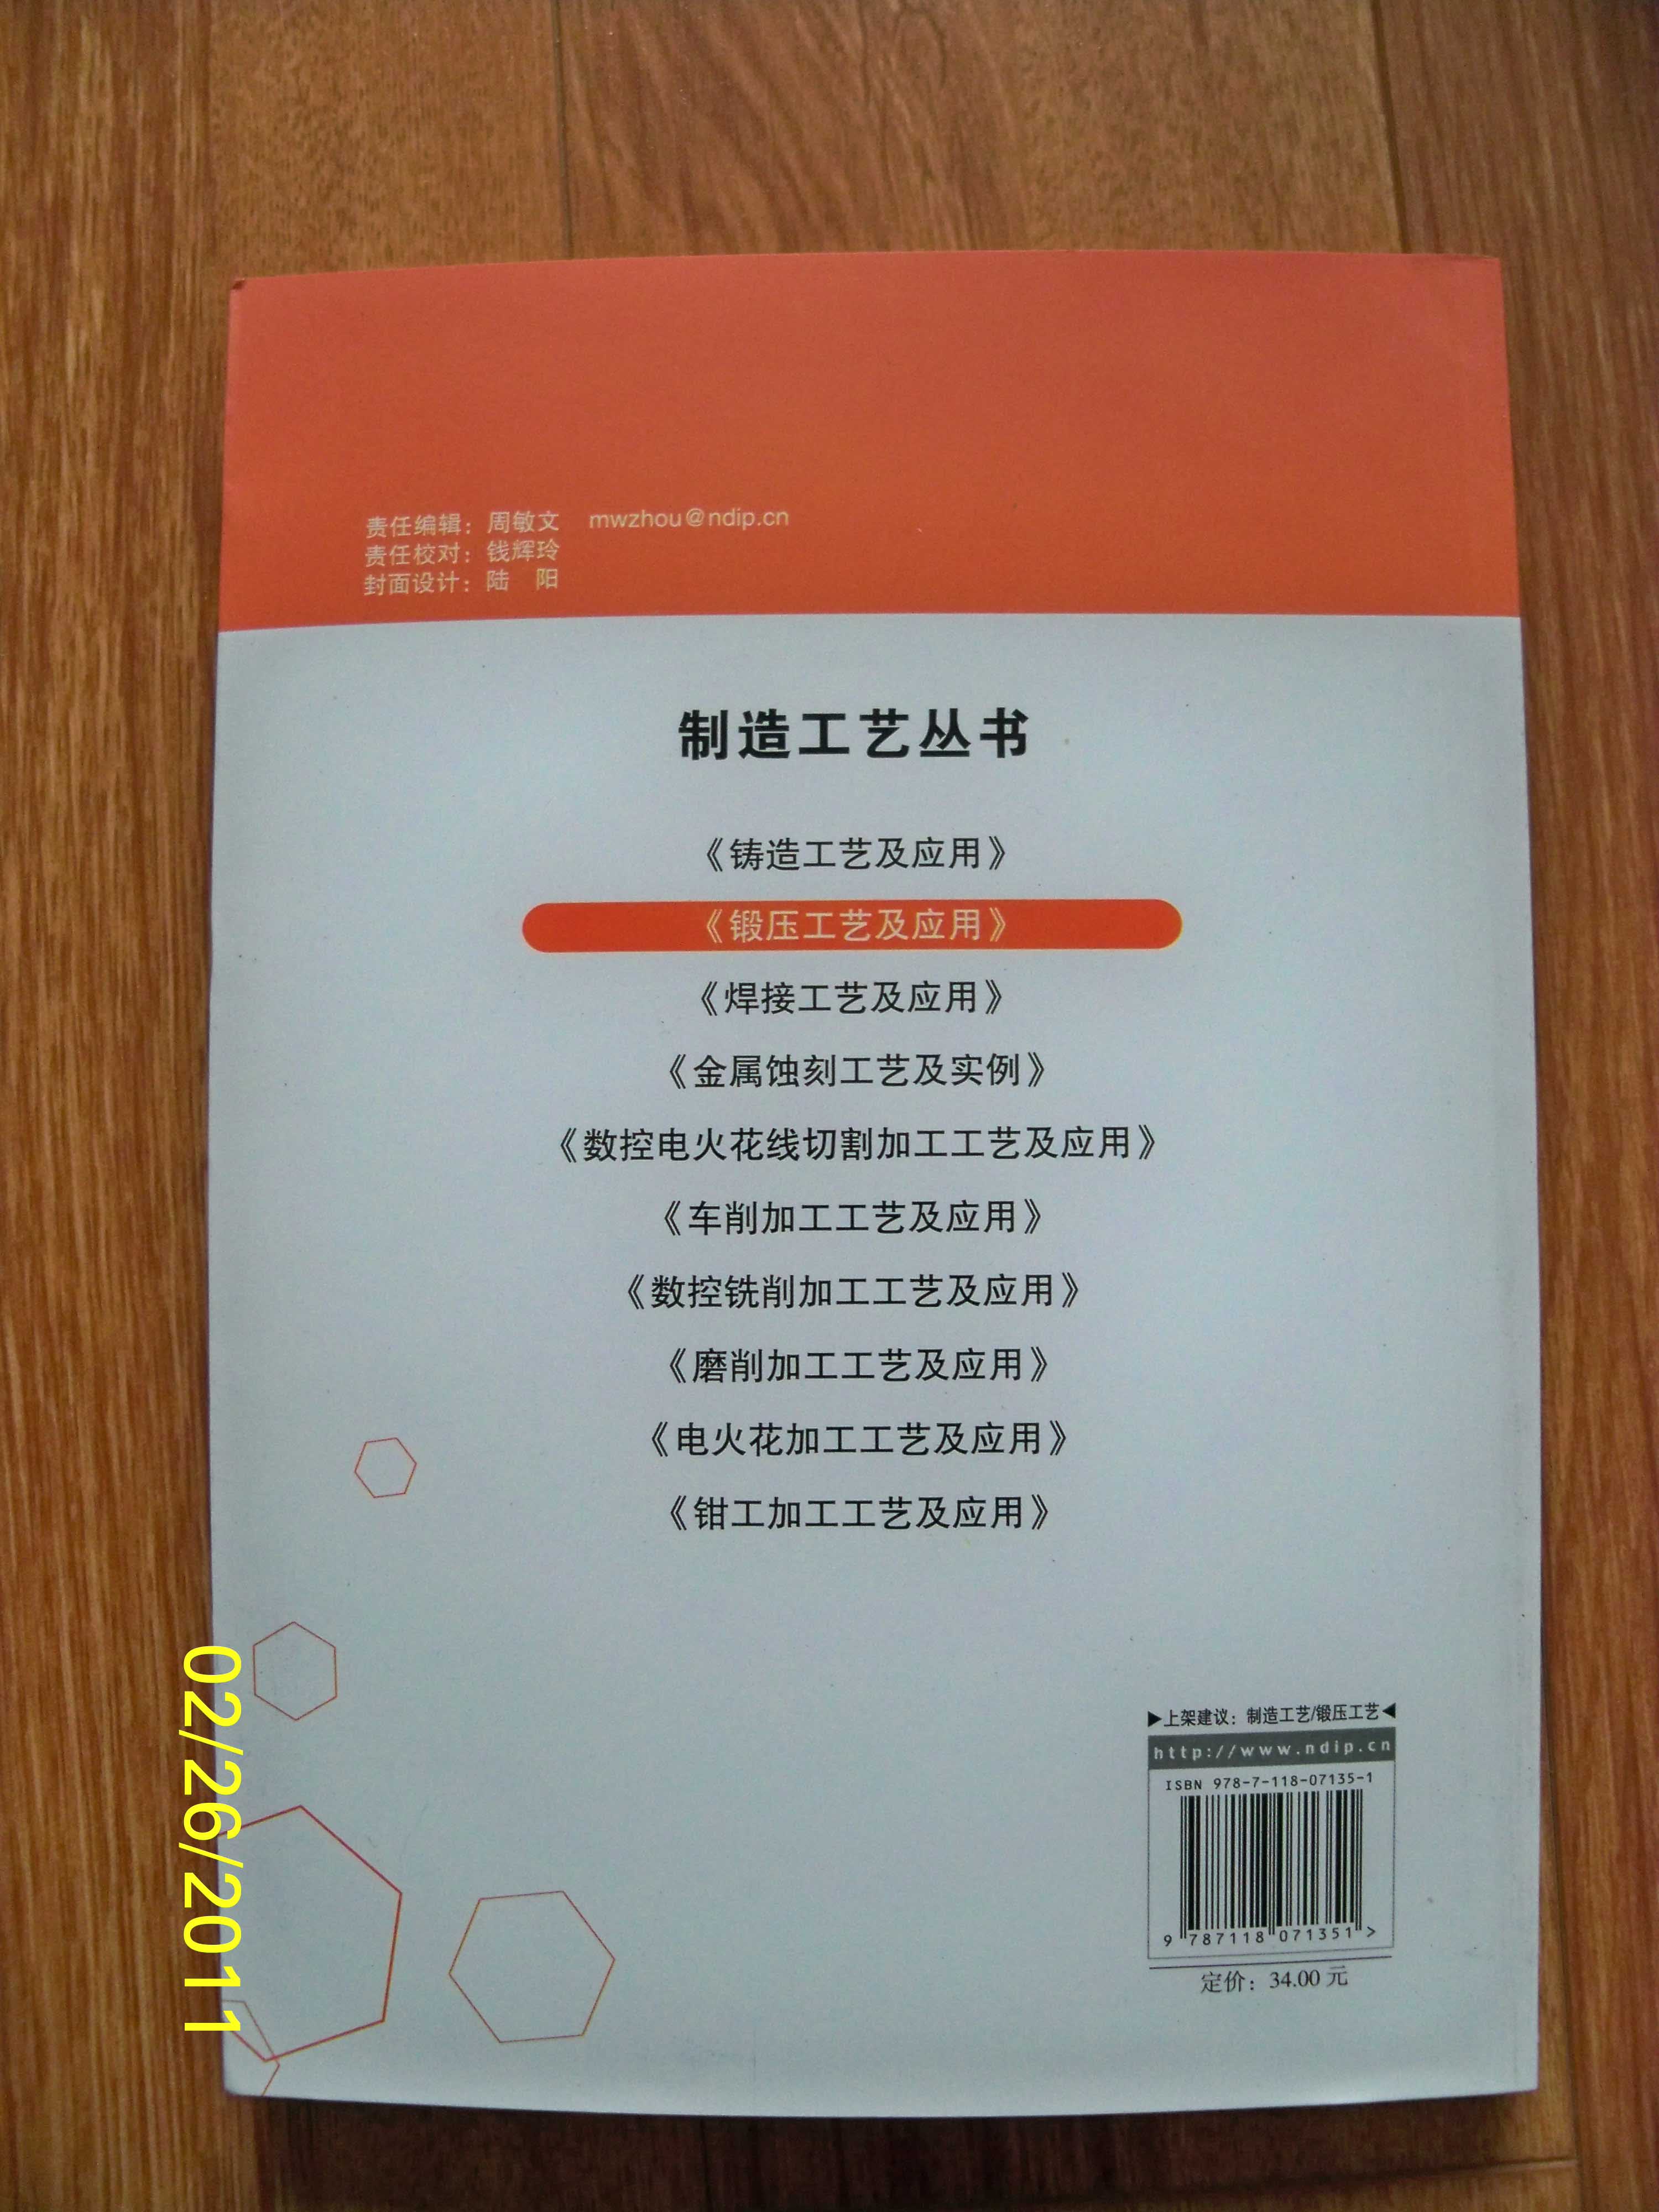 责任编辑：周敏文 mwzhou@ndip.cn
责任校对：钱辉玲
封面设计：陆 阳
制造工艺丛书
《铸造工艺及应用》
《锻压工艺及应用》
《焊接工艺及应用》
《金属蚀刻工艺及实例》
《数控电火花线切割加工工艺及应用》
《车削加工工艺及应用》
《数控铣削加工工艺及应用》
《磨削加工工艺及应用》
《电火花加工工艺及应用》
《钳工加工工艺及应用》
▶上架建议：制造工艺/锻压工艺◀
http://www.ndip.cn
ISBN 978-7-118-07135-1
9 787118 071351 >
定价：34.00 元
02/26/2011